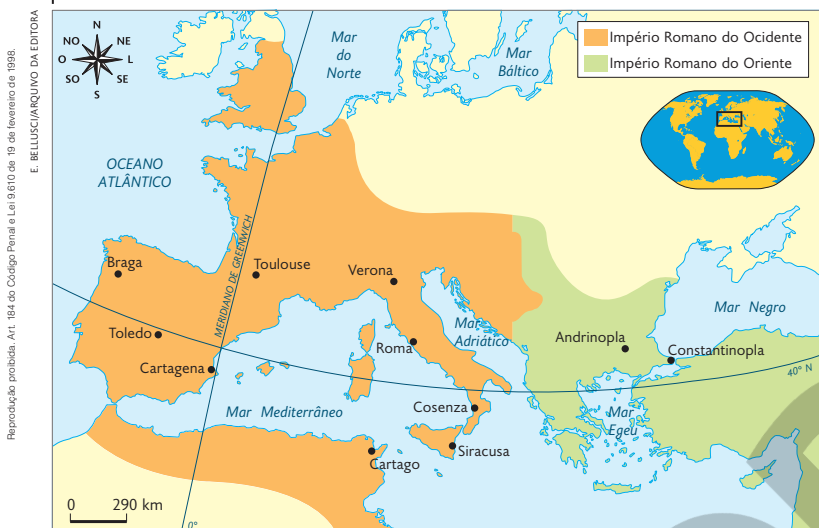 Reprodução proibida. Art. 184 do Código Penal e Lei 9.610 de 19 de fevereiro de 1998.
E. BELLUSCI/ARQUIVO DA EDITORA
N
NO
NE
O
L
SO
SE
S
Mar
do
Norte
Mar
Báltico
Império Romano do Ocidente
Império Romano do Oriente
OCEANO
ATLÂNTICO
MERIDIANO DE GREENWICH
Braga
Toulouse
Verona
Mar Negro
Toledo
Roma
Mar
Adriático
Andrinopla
Constantinopla
Cartagena
40° N
Mar Mediterrâneo
Cosenza
Mar
Egeu
Cartago
Siracusa
0
290 km
0°